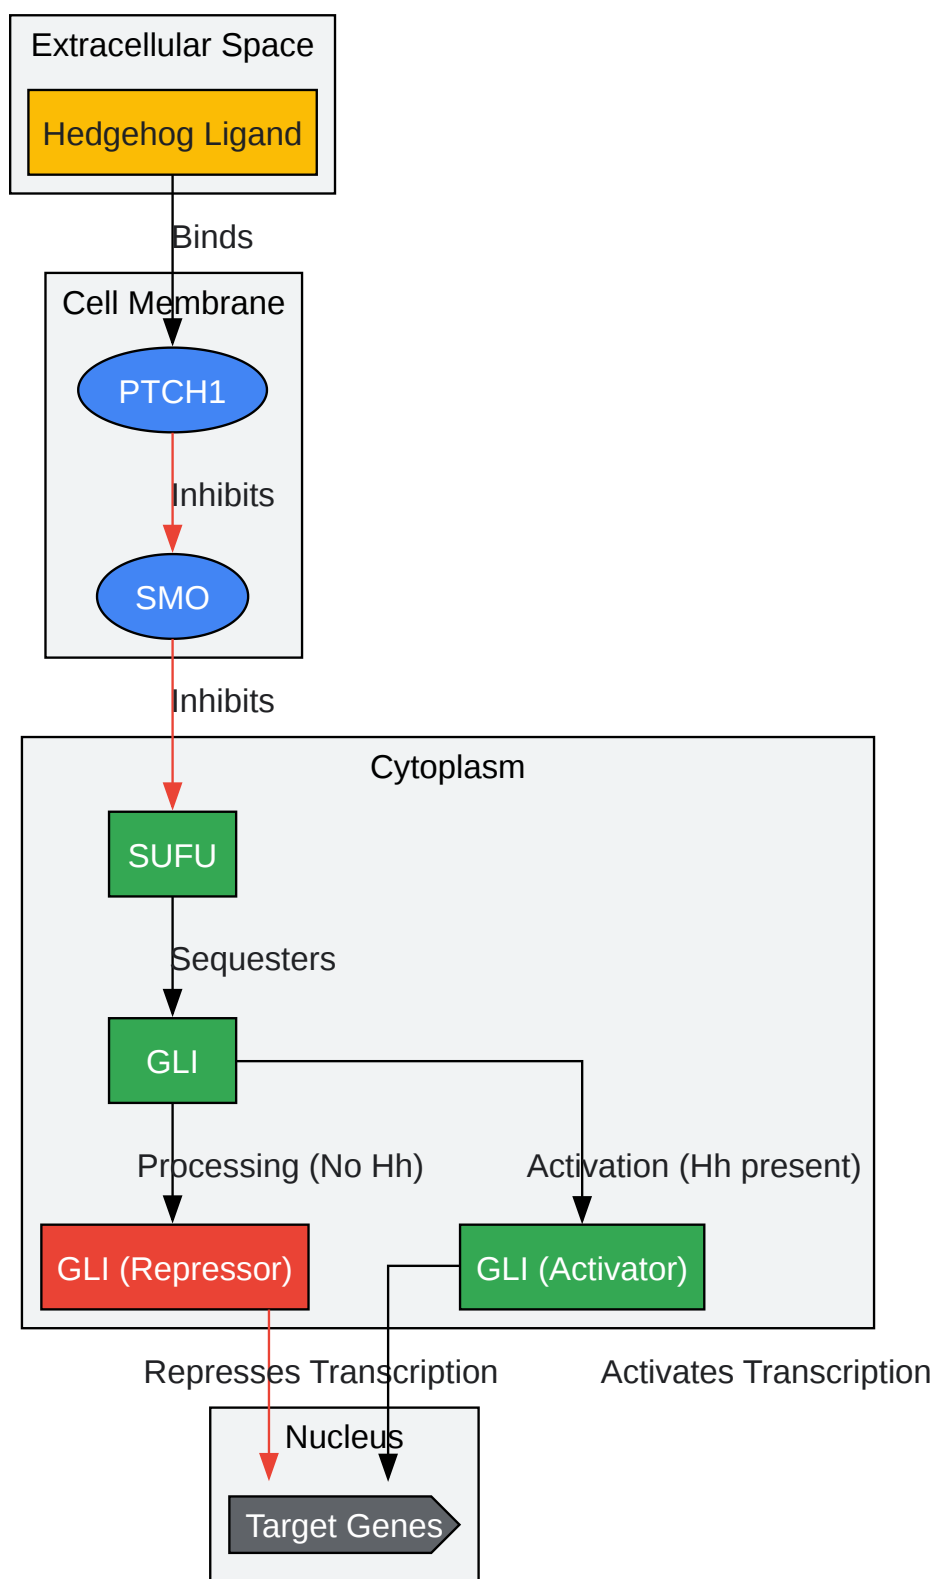 Extracellular Space
Hedgehog Ligand
Binds
Cell Membrane
PTCH1
Inhibits
SMO
Inhibits
Cytoplasm
SUFU
Sequesters
GLI
Processing (No Hh)
Activation (Hh present)
GLI (Repressor)
GLI (Activator)
Represses Transcription
Activates Transcription
Nucleus
Target Genes